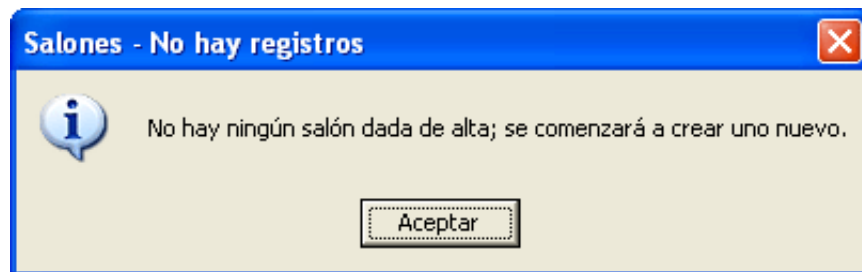 Salones - No hay registros
No hay ningún salón dada de alta; se comenzará a crear uno nuevo.
Aceptar